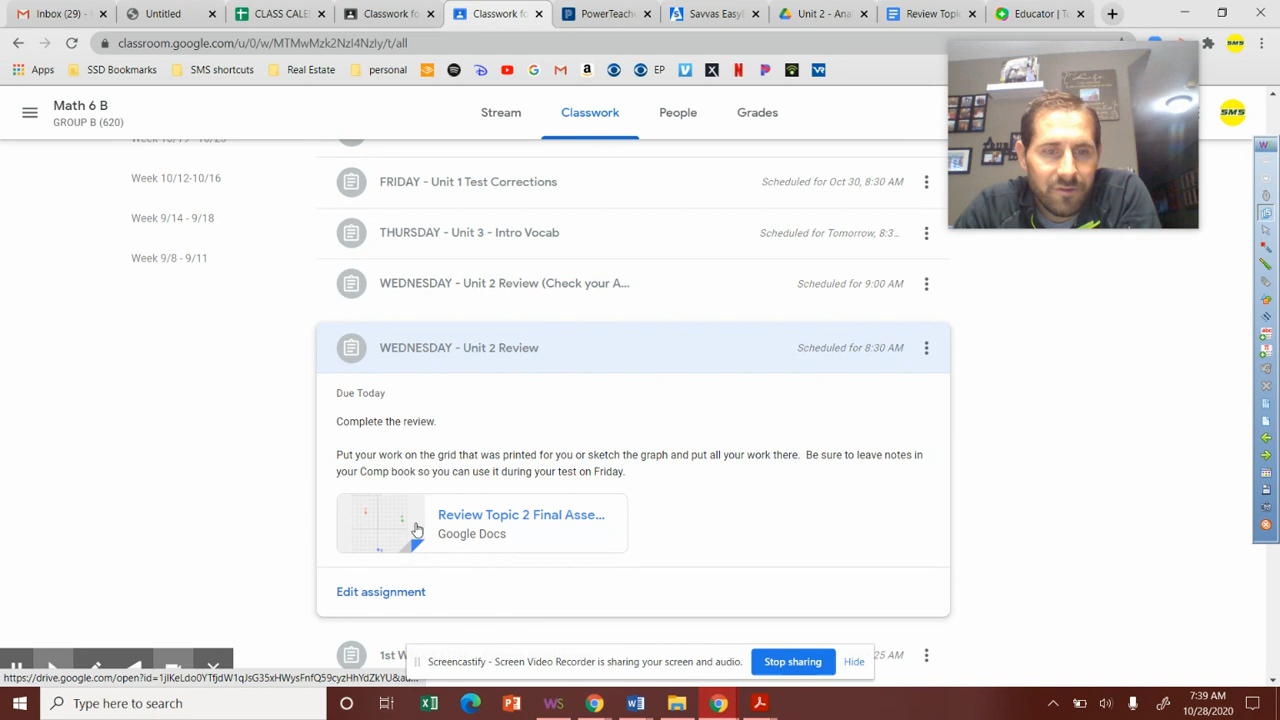 Inbox (29)
Untitled
CLASS CALE
Classwork fo
Classwork fo
PowerTeach
Savvas Easyl
Unit 2 - Ana
Review Topic
Educator | To
classroom.google.com/u/0/w/MTMwMzk2NzI4NzIy/t/all
Apps
SSD Bookmarks
SMS shortcuts
Real Estate
personal
EP
Math 6 B
GROUP B (620)
Stream
Classwork
People
Grades
SMS
Week 10/12-10/16
Week 9/14 - 9/18
Week 9/8 - 9/11
FRIDAY - Unit 1 Test Corrections
Scheduled for Oct 30, 8:30 AM
THURSDAY - Unit 3 - Intro Vocab
Scheduled for Tomorrow, 8:3...
WEDNESDAY - Unit 2 Review (Check your A...
Scheduled for 9:00 AM
WEDNESDAY - Unit 2 Review
Scheduled for 8:30 AM
Due Today
Complete the review.
Put your work on the grid that was printed for you or sketch the graph and put all your work there. Be sure to leave notes in
your Comp book so you can use it during your test on Friday.
Review Topic 2 Final Asse...
Google Docs
Edit assignment
1st W
25 AM
Screencastify - Screen Video Recorder is sharing your screen and audio.
Stop sharing
Hide
Type here to search
7:39 AM
10/28/2020